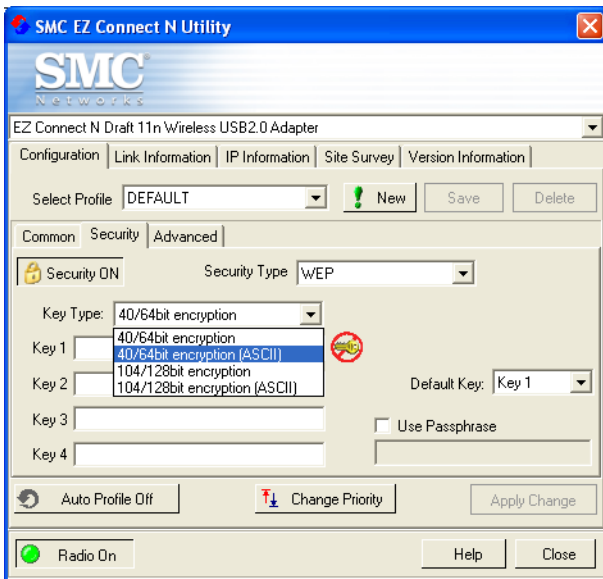 SMC EZ Connect N Utility
SMC
Networks
EZ Connect N Draft 11n Wireless USB2.0 Adapter
Configuration Link Information IP Information Site Survey Version Information
Select Profile DEFAULT New Save Delete
Common Security Advanced
Security ON Security Type WEP
Key Type: 40/64bit encryption
40/64bit encryption
Key 1 40/64bit encryption (ASCII)
104/128bit encryption
Key 2 104/128bit encryption (ASCII) Default Key: Key 1
Key 3 Use Passphrase
Key 4
Auto Profile Off Change Priority Apply Change
Radio On Help Close